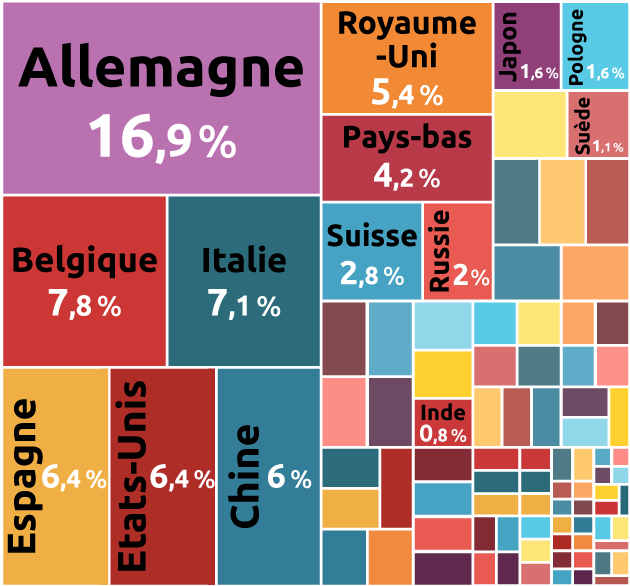 Allemagne
16,9 %
Royaume
-Uni
5,4 %
Japon
1,6 %
Pologne
1,6 %
Suède
1,1 %
Pays-bas
4,2 %
Belgique
7,8 %
Italie
7,1 %
Suisse
2,8 %
Russie
2 %
Espagne
6,4 %
Etats-Unis
6,4 %
Chine
6 %
Inde
0,8 %